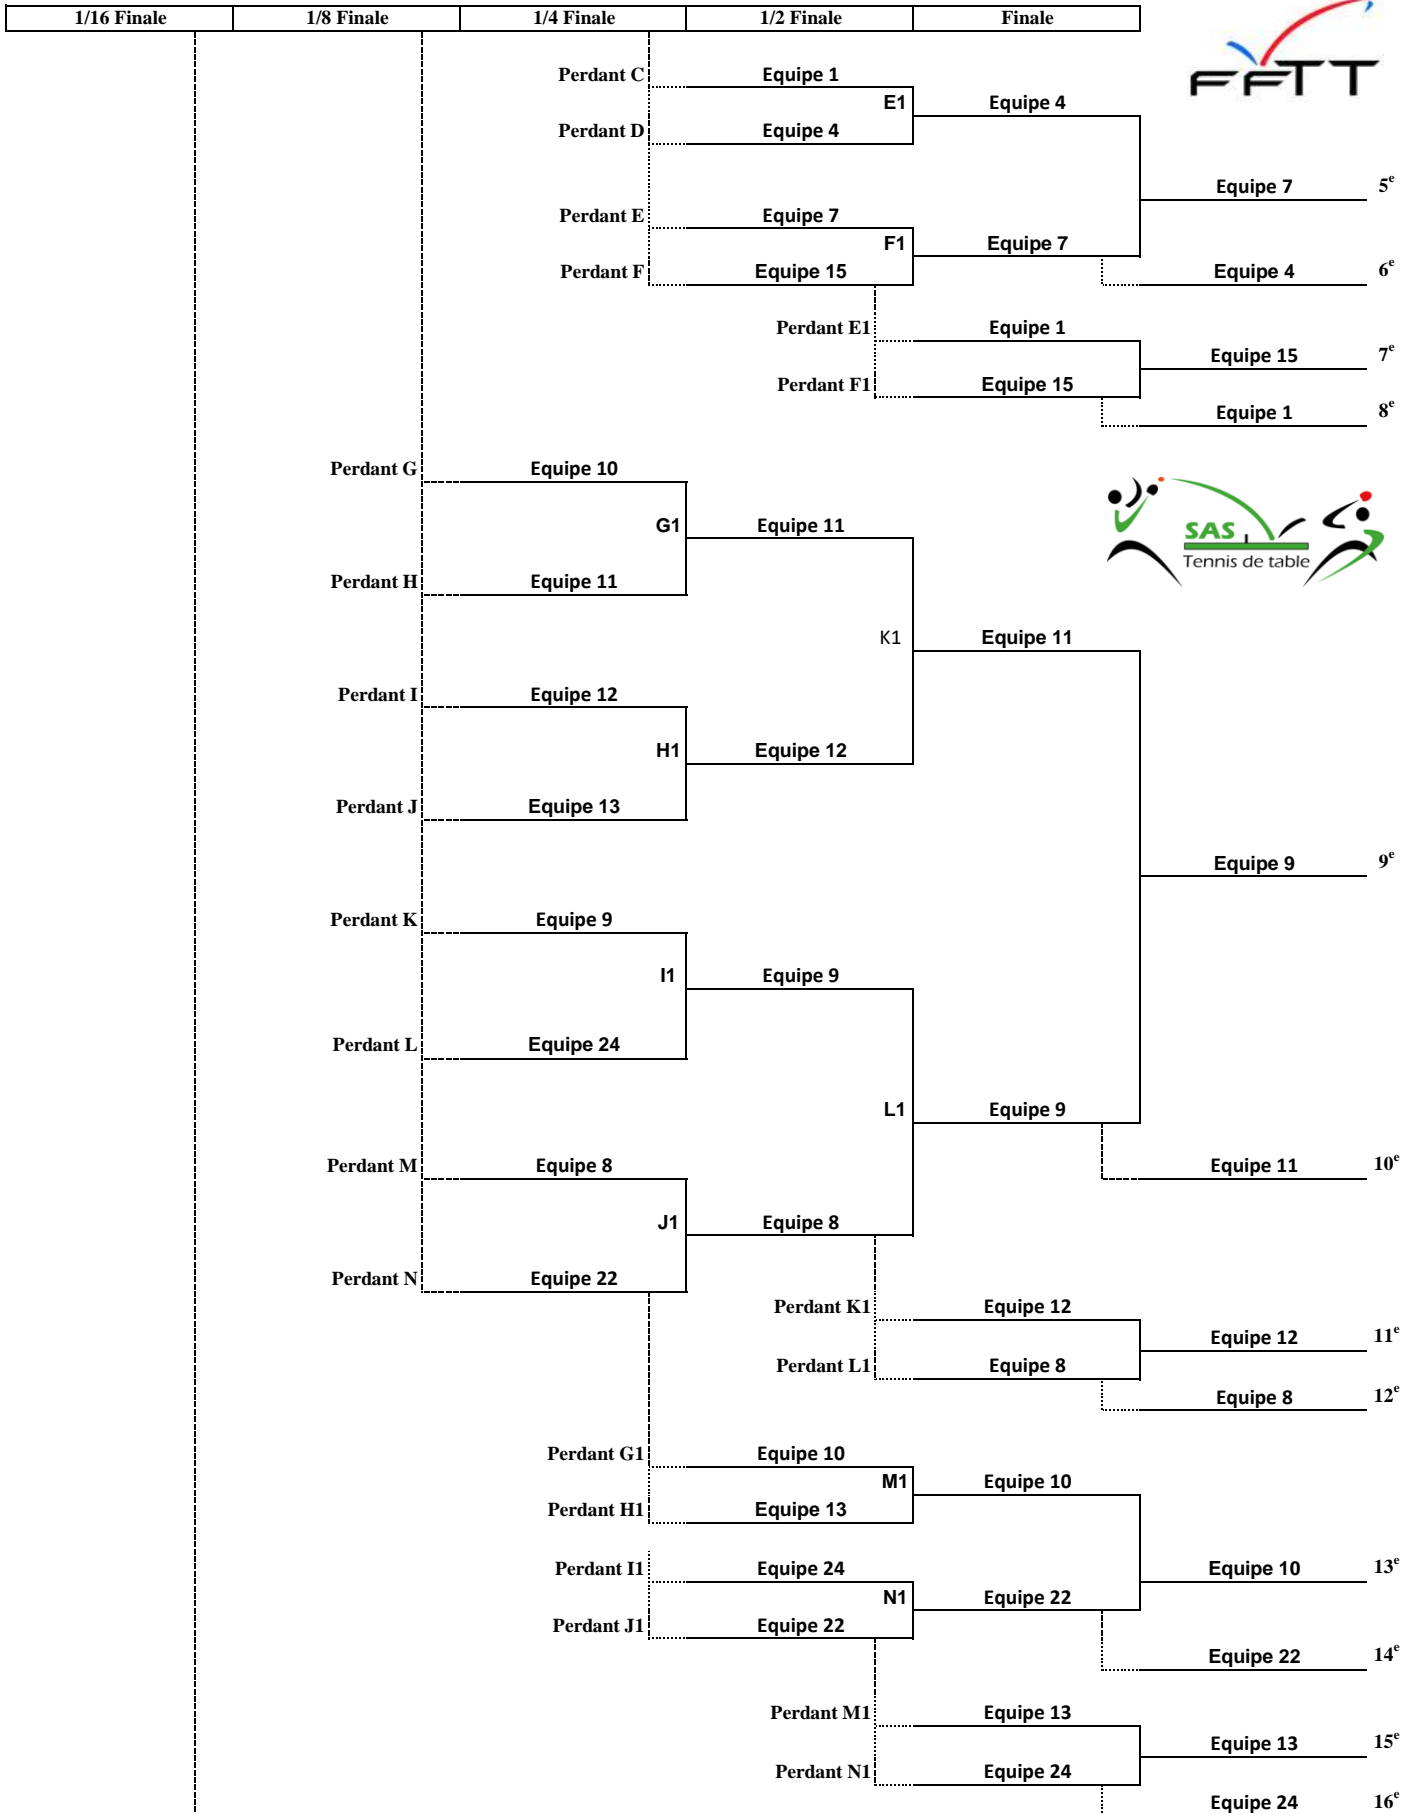 1/16 Finale 1/8 Finale 1/4 Finale 1/2 Finale Finale
FFTT
Perdant C Equipe 1
E1 Equipe 4
Perdant D Equipe 4
Equipe 7 5e
Perdant E Equipe 7
F1 Equipe 7
Perdant F Equipe 15 Equipe 4 6e
Perdant E1 Equipe 1
Equipe 15 7e
Perdant F1 Equipe 15
Equipe 1 8e
Perdant G Equipe 10
G1 Equipe 11
SAS
Tennis de table
Perdant H Equipe 11
K1 Equipe 11
Perdant I Equipe 12
H1 Equipe 12
Perdant J Equipe 13
Equipe 9 9e
Perdant K Equipe 9
I1 Equipe 9
Perdant L Equipe 24
L1 Equipe 9
Perdant M Equipe 8 Equipe 11 10e
J1 Equipe 8
Perdant N Equipe 22
Perdant K1 Equipe 12
Equipe 12 11e
Perdant L1 Equipe 8
Equipe 8 12e
Perdant G1 Equipe 10
M1 Equipe 10
Perdant H1 Equipe 13
Perdant I1 Equipe 24 Equipe 10 13e
N1 Equipe 22
Perdant J1 Equipe 22
Equipe 22 14e
Perdant M1 Equipe 13
Equipe 13 15e
Perdant N1 Equipe 24
Equipe 24 16e